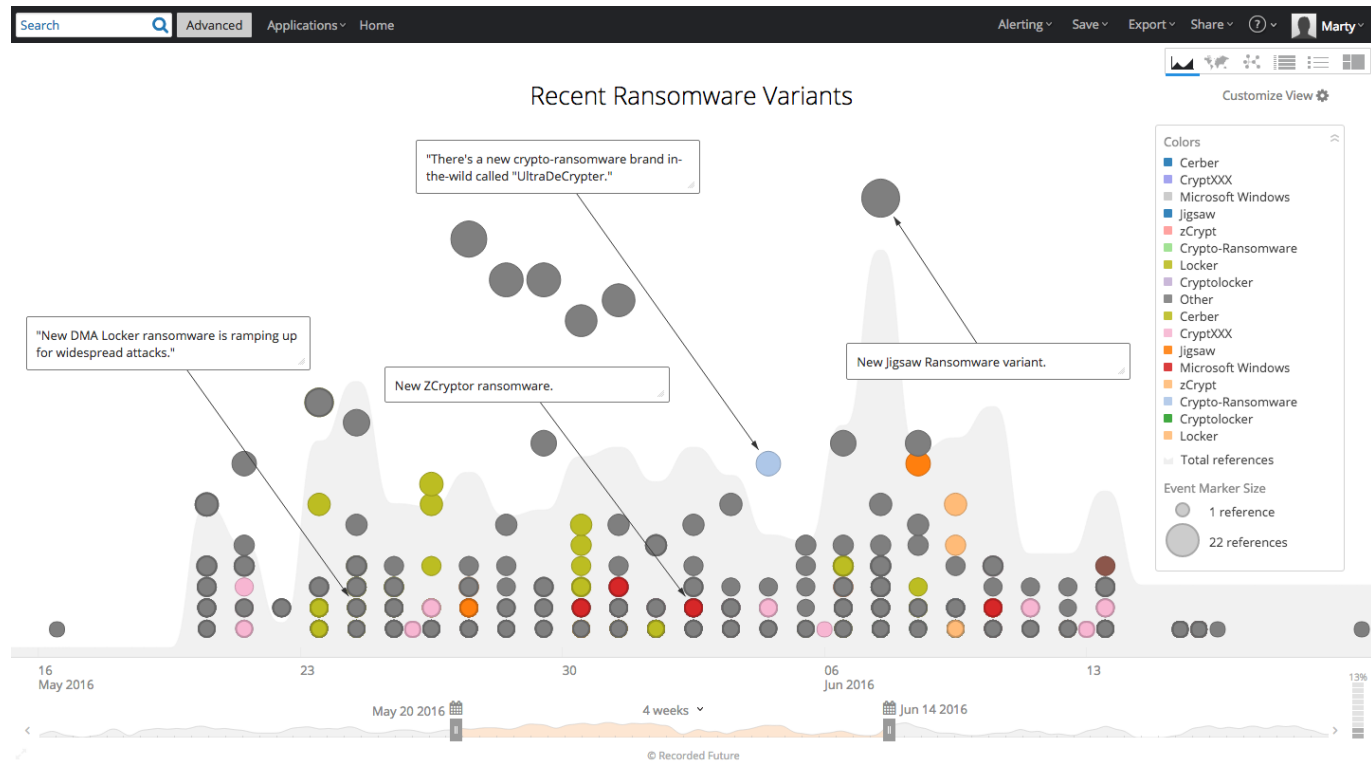 Search Advanced Applications Home Alerting Save Export Share ? Marty
Customize View
Recent Ransomware Variants
"There's a new crypto-ransomware brand in-
the-wild called "UltraDeCrypter."
"New DMA Locker ransomware is ramping up
for widespread attacks."
New ZCryptor ransomware.
New Jigsaw Ransomware variant.
Colors
Cerber
CryptXXX
Microsoft Windows
Jigsaw
zCrypt
Crypto-Ransomware
Locker
Cryptolocker
Other
Cerber
CryptXXX
Jigsaw
Microsoft Windows
zCrypt
Crypto-Ransomware
Cryptolocker
Locker
Total references
Event Marker Size
1 reference
22 references
16 23 30 06 13
May 2016 Jun 2016
13%
May 20 2016 4 weeks Jun 14 2016
© Recorded Future